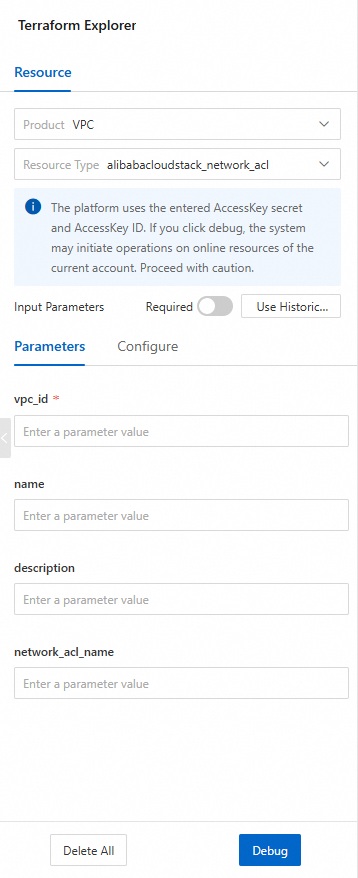 Terraform Explorer
Resource
Product VPC
Resource Type alibabacloudstack_network_acl
The platform uses the entered AccessKey secret
and AccessKey ID. If you click debug, the system
may initiate operations on online resources of the
current account. Proceed with caution.
Input Parameters Required Use Historic...
Parameters Configure
vpc_id *
Enter a parameter value
name
Enter a parameter value
description
Enter a parameter value
network_acl_name
Enter a parameter value
Delete All Debug